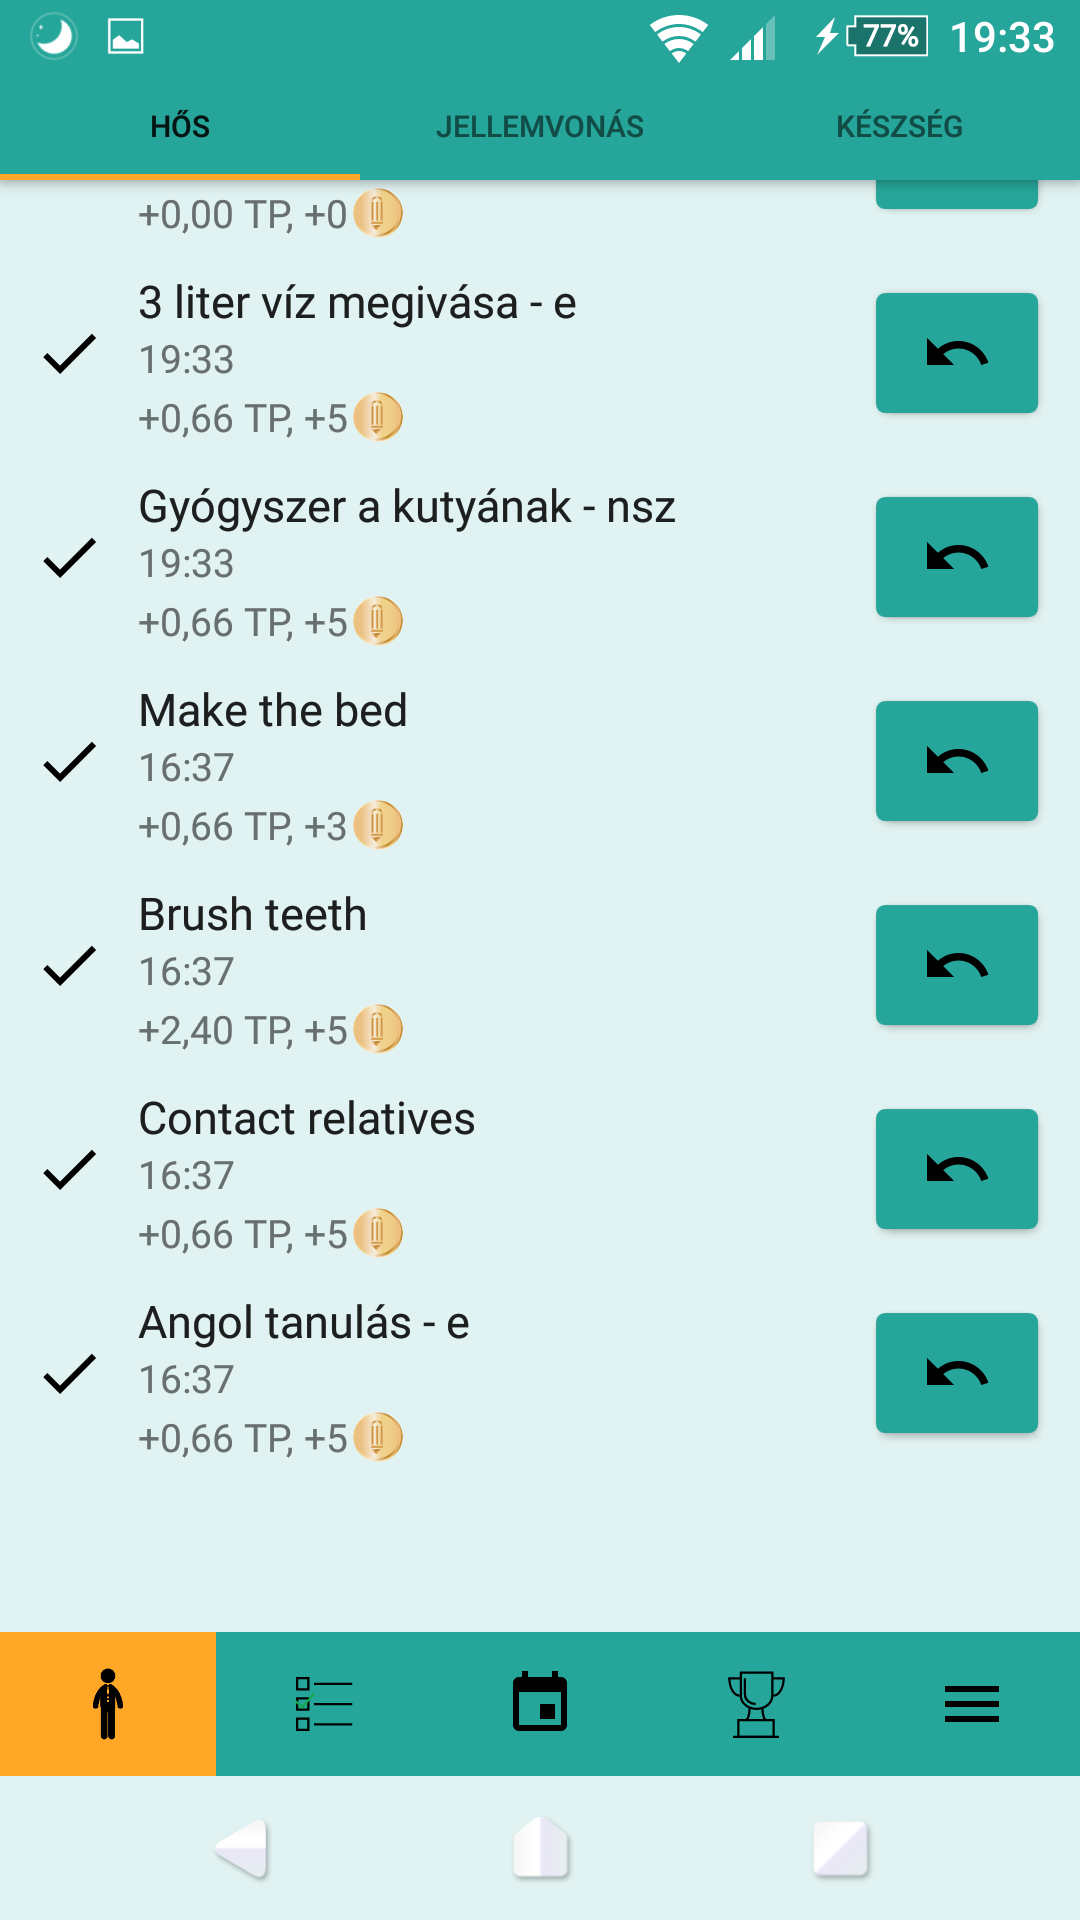 77% 19:33
HŐS JELLEMVONÁS KÉSZSÉG
+0,00 TP, +0
3 liter víz megivása - e
19:33
+0,66 TP, +5
Gyógyszer a kutyának - nsz
19:33
+0,66 TP, +5
Make the bed
16:37
+0,66 TP, +3
Brush teeth
16:37
+2,40 TP, +5
Contact relatives
16:37
+0,66 TP, +5
Angol tanulás - e
16:37
+0,66 TP, +5